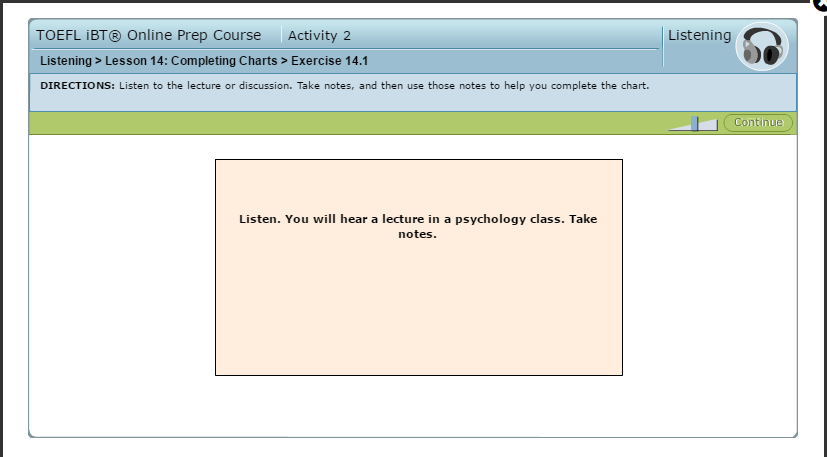 TOEFL iBT® Online Prep Course Activity 2 Listening
Listening > Lesson 14: Completing Charts > Exercise 14.1
DIRECTIONS: Listen to the lecture or discussion. Take notes, and then use those notes to help you complete the chart.
Continue
Listen. You will hear a lecture in a psychology class. Take
notes.